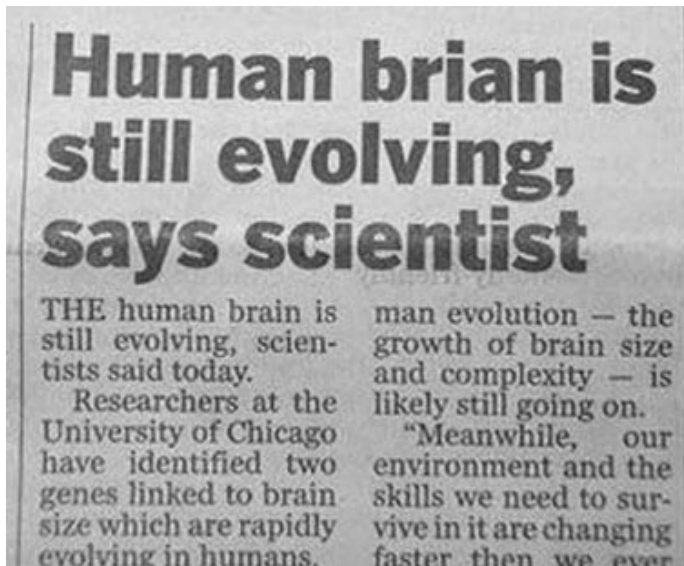 Human brian is
still evolving,
says scientist
THE human brain is
still evolving, scien-
tists said today.
Researchers at the
University of Chicago
have identified two
genes linked to brain
size which are rapidly
evolving in humans.
man evolution — the
growth of brain size
and complexity — is
likely still going on.
“Meanwhile, our
environment and the
skills we need to sur-
vive in it are changing
faster then we ever